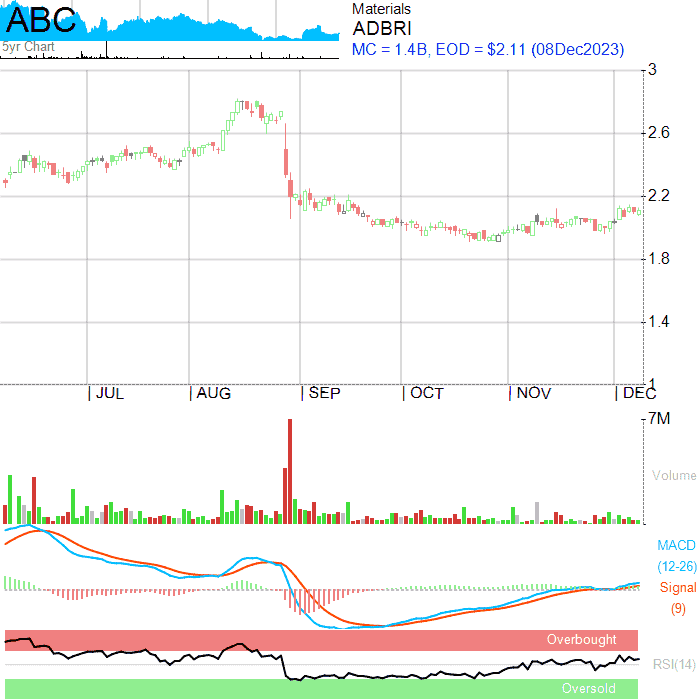 ABC
5yr Chart
Materials
ADBRI
MC = 1.4B, EOD = $2.11 (08Dec2023)
3
2.6
2.2
1.8
1.4
1
JUL
AUG
SEP
OCT
NOV
DEC
7M
Volume
MACD
(12-26)
Signal
(9)
Overbought
RSI(14)
Oversold